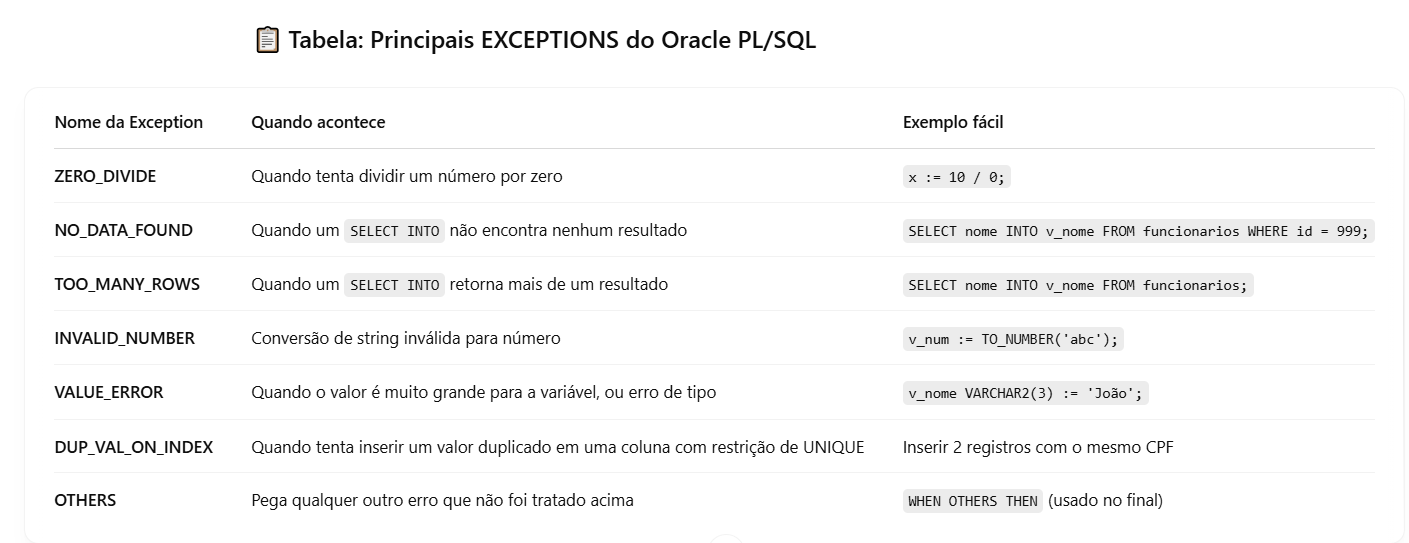 📋 Tabela: Principais EXCEPTIONS do Oracle PL/SQL
Nome da Exception Quando acontece Exemplo fácil
ZERO_DIVIDE Quando tenta dividir um número por zero x := 10 / 0;
NO_DATA_FOUND Quando um SELECT INTO não encontra nenhum resultado SELECT nome INTO v_nome FROM funcionarios WHERE id = 999;
TOO_MANY_ROWS Quando um SELECT INTO retorna mais de um resultado SELECT nome INTO v_nome FROM funcionarios;
INVALID_NUMBER Conversão de string inválida para número v_num := TO_NUMBER('abc');
VALUE_ERROR Quando o valor é muito grande para a variável, ou erro de tipo v_nome VARCHAR2(3) := 'João';
DUP_VAL_ON_INDEX Quando tenta inserir um valor duplicado em uma coluna com restrição de UNIQUE Inserir 2 registros com o mesmo CPF
OTHERS Pega qualquer outro erro que não foi tratado acima WHEN OTHERS THEN (usado no final)